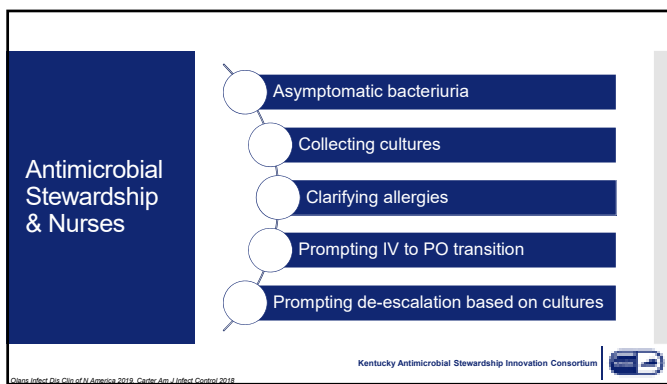 Antimicrobial
Stewardship
& Nurses
Asymptomatic bacteriuria
Collecting cultures
Clarifying allergies
Prompting IV to PO transition
Prompting de-escalation based on cultures
Kentucky Antimicrobial Stewardship Innovation Consortium
Olans Infect Dis Clin of N America 2019, Carter Am J Infect Control 2018